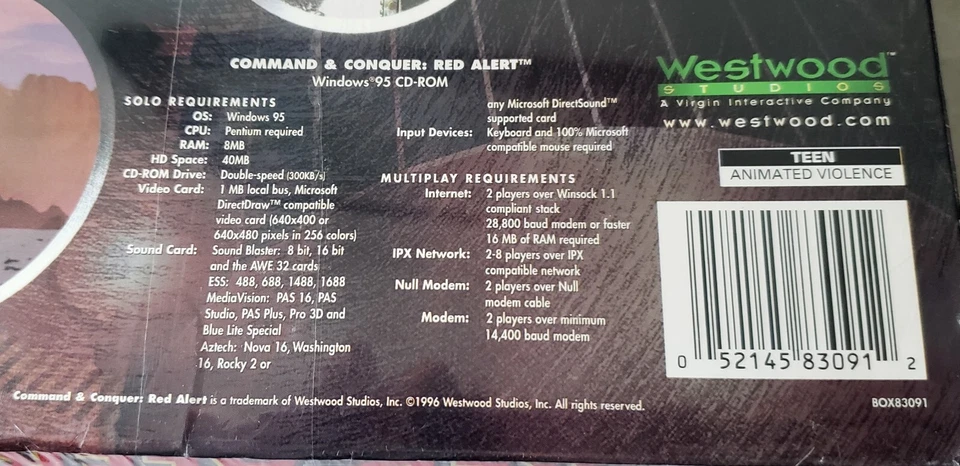 COMMAND & CONQUER: RED ALERT™
Windows®95 CD-ROM
SOLO REQUIREMENTS
OS: Windows 95
CPU: Pentium required
RAM: 8MB
HD Space: 40MB
CD-ROM Drive: Double-speed (300KB/s)
Video Card: 1 MB local bus, Microsoft
DirectDraw™ compatible
video card (640x400 or
640x480 pixels in 256 colors)
Sound Card: Sound Blaster: 8 bit, 16 bit
and the AWE 32 cards
ESS: 488, 688, 1488, 1688
MediaVision: PAS 16, PAS
Studio, PAS Plus, Pro 3D and
Blue Lite Special
Aztech: Nova 16, Washington
16, Rocky 2 or
any Microsoft DirectSound™
supported card
Input Devices: Keyboard and 100% Microsoft
compatible mouse required
MULTIPLAY REQUIREMENTS
Internet: 2 players over Winsock 1.1
compliant stack
28,800 baud modem or faster
16 MB of RAM required
IPX Network: 2-8 players over IPX
compatible network
Null Modem: 2 players over Null
modem cable
Modem: 2 players over minimum
14,400 baud modem
Westwood™
STUDIOS
A Virgin Interactive Company
www.westwood.com
TEEN
ANIMATED VIOLENCE
0 52145 83091 2
BOX83091
Command & Conquer: Red Alert is a trademark of Westwood Studios, Inc. ©1996 Westwood Studios, Inc. All rights reserved.